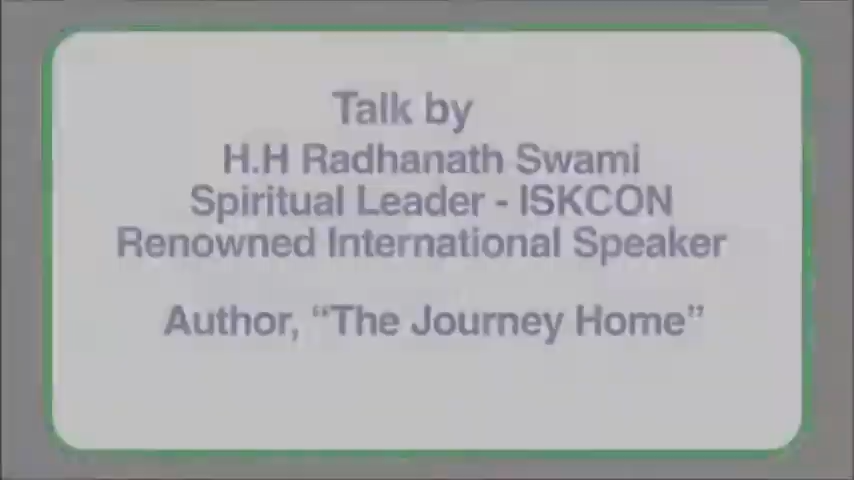 Talk by
H.H Radhanath Swami
Spiritual Leader - ISKCON
Renowned International Speaker
Author, “The Journey Home”